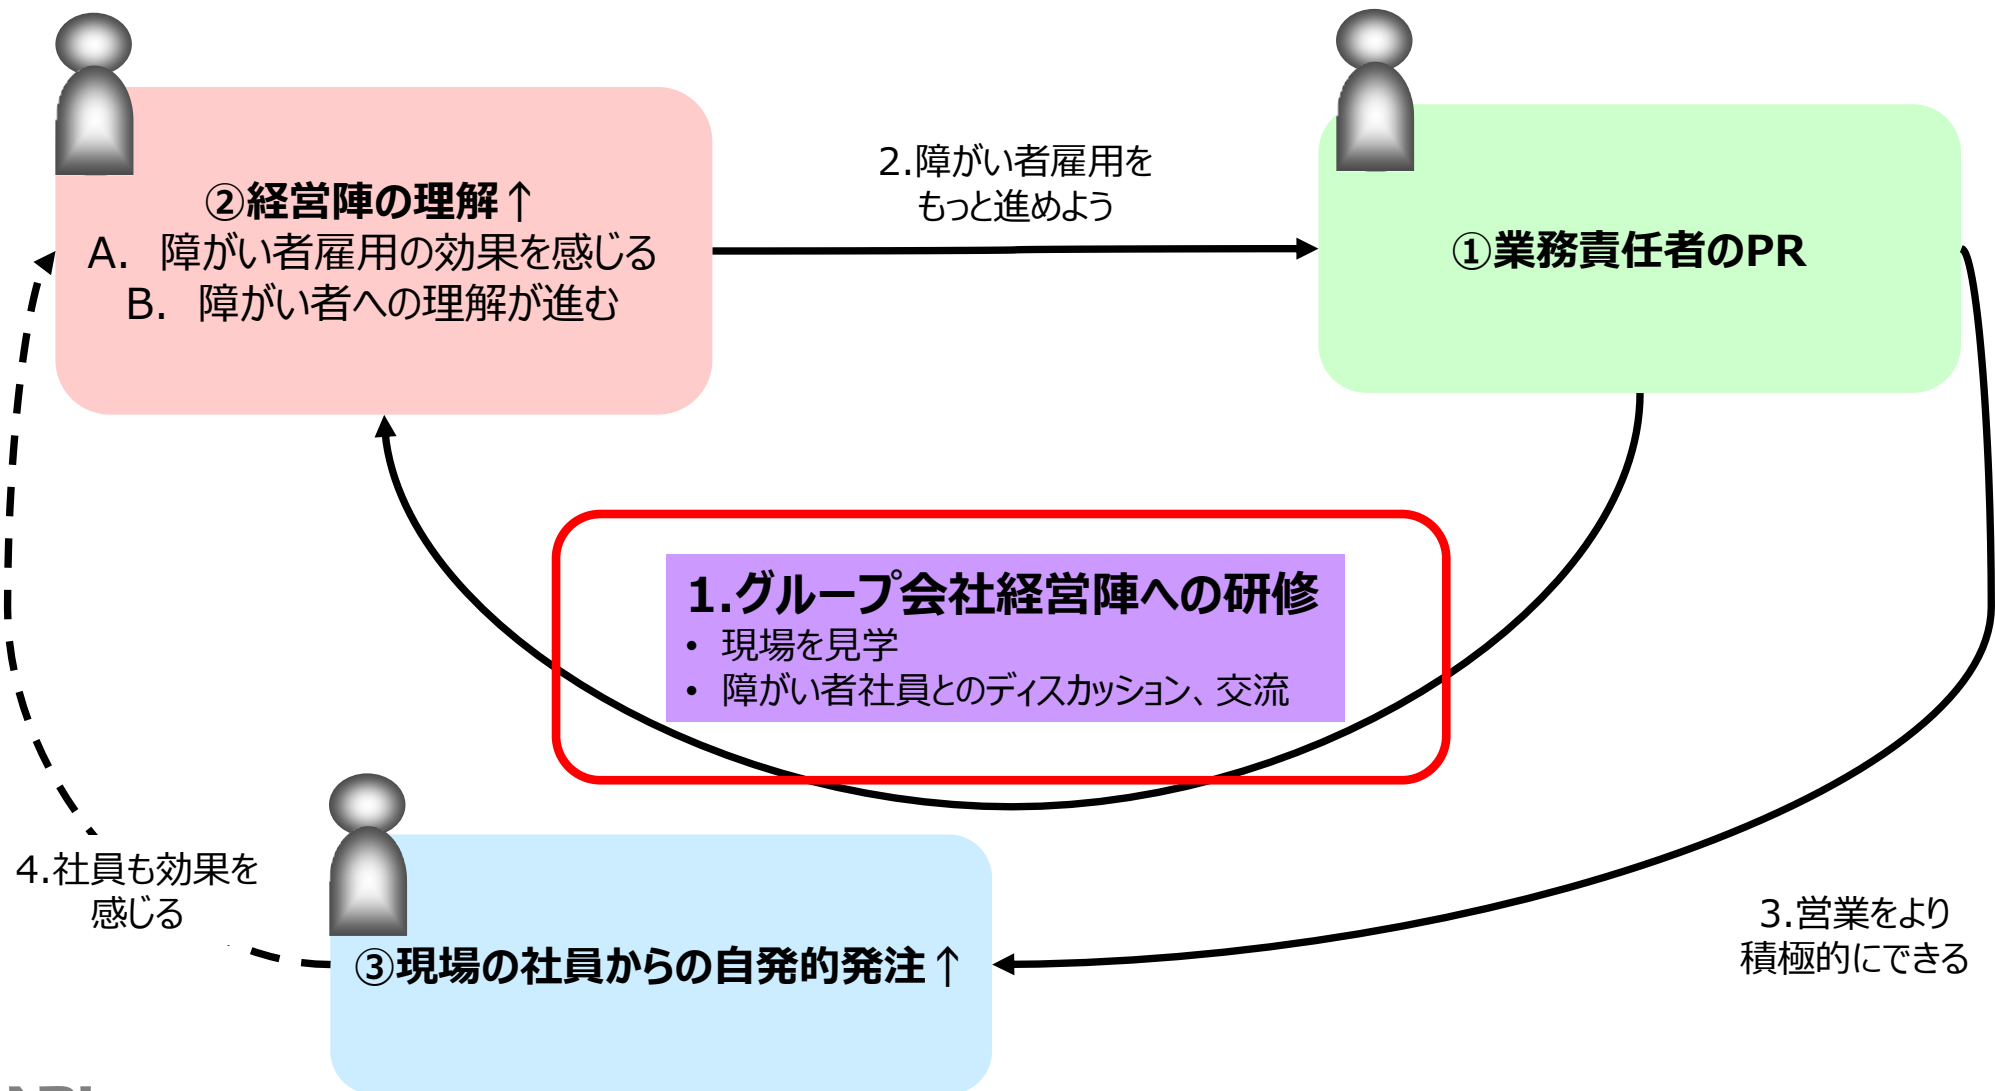 ②経営陣の理解↑
A. 障がい者雇用の効果を感じる
B. 障がい者への理解が進む
2.障がい者雇用を
もっと進めよう
①業務責任者のPR
1.グループ会社経営陣への研修
• 現場を見学
• 障がい者社員とのディスカッション、交流
4.社員も効果を
感じる
③現場の社員からの自発的発注↑
3.営業をより
積極的にできる